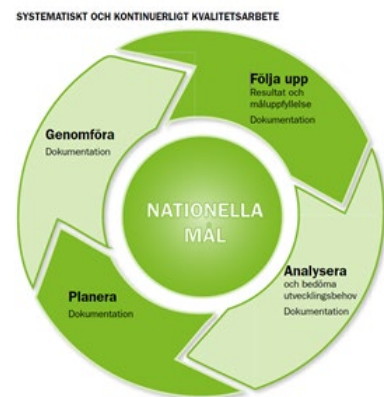 SYSTEMATISKT OCH KONTINUERLIGT KVALITETSARBETE
Följa upp
Resultat och
måluppfyllelse
Dokumentation
Genomföra
Dokumentation
NATIONELLA
MÅL
Analysera
och bedöma
utvecklingsbehov
Dokumentation
Planera
Dokumentation